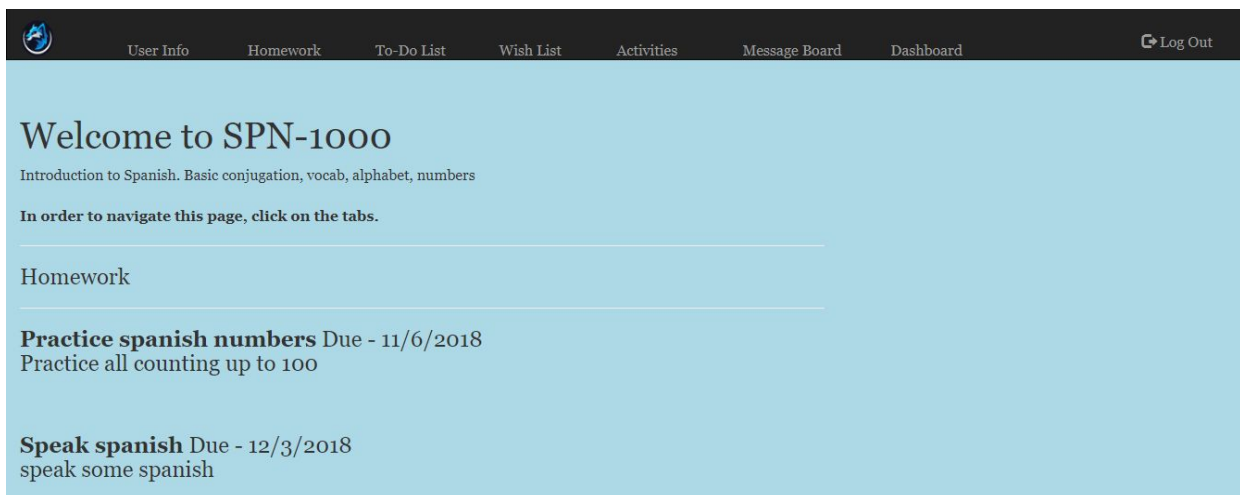 User Info Homework To-Do List Wish List Activities Message Board Dashboard Log Out
Welcome to SPN-1000
Introduction to Spanish. Basic conjugation, vocab, alphabet, numbers
In order to navigate this page, click on the tabs.
Homework
Practice spanish numbers Due - 11/6/2018
Practice all counting up to 100
Speak spanish Due - 12/3/2018
speak some spanish